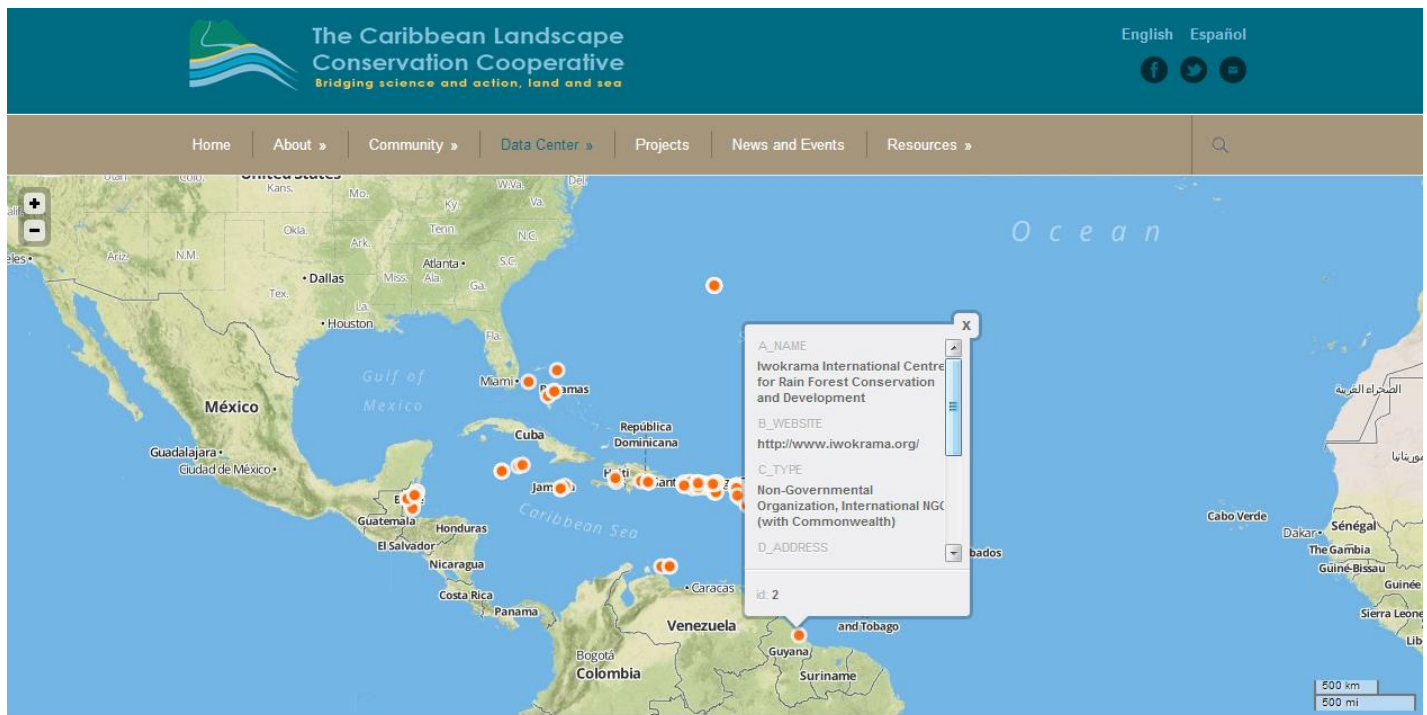 The Caribbean Landscape
Conservation Cooperative
Bridging science and action, land and sea
English Español
Home About » Community » Data Center » Projects News and Events Resources »
United States
Kans.
Mo.
W.Va.
Del.
Ky.
Va.
Okla.
Ark.
Tenn.
N.C.
Ariz.
N.M.
Atlanta
S.C.
Dallas
Miss.
Ala.
Ga.
Tex.
La.
Houston
Fla.
Ocean
+
-
x
A_NAME
Iwokrama International Centre
for Rain Forest Conservation
and Development
B_WEBSITE
http://www.iwokrama.org/
C_TYPE
Non-Governmental
Organization, International NGO
(with Commonwealth)
D_ADDRESS
id: 2
Gulf of
Mexico
Miami
México
Cuba
República
Dominicana
Guadalajara
Ciudad de México
Haiti
Caribbean Sea
Guatemala
Honduras
El Salvador
Nicaragua
Costa Rica
Panama
Caracas
Venezuela
and Tobago
Guyana
Bogotá
Colombia
Suriname
الصحراء الغربية
موريتانيا
Cabo Verde
Dakar
Sénégal
The Gambia
Guiné-Bissau
Guinée
Sierra Leone
500 km
500 mi